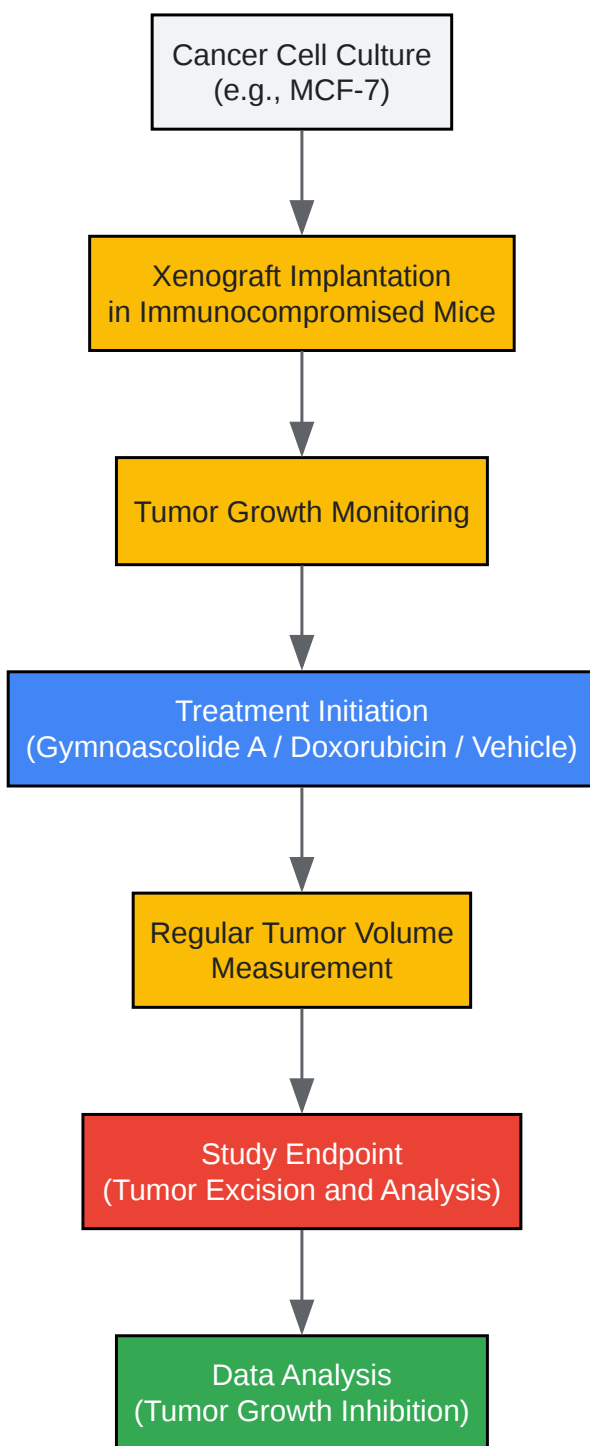 Cancer Cell Culture
(e.g., MCF-7)
Xenograft Implantation
in Immunocompromised Mice
Tumor Growth Monitoring
Treatment Initiation
(Gymnoascolide A / Doxorubicin / Vehicle)
Regular Tumor Volume
Measurement
Study Endpoint
(Tumor Excision and Analysis)
Data Analysis
(Tumor Growth Inhibition)